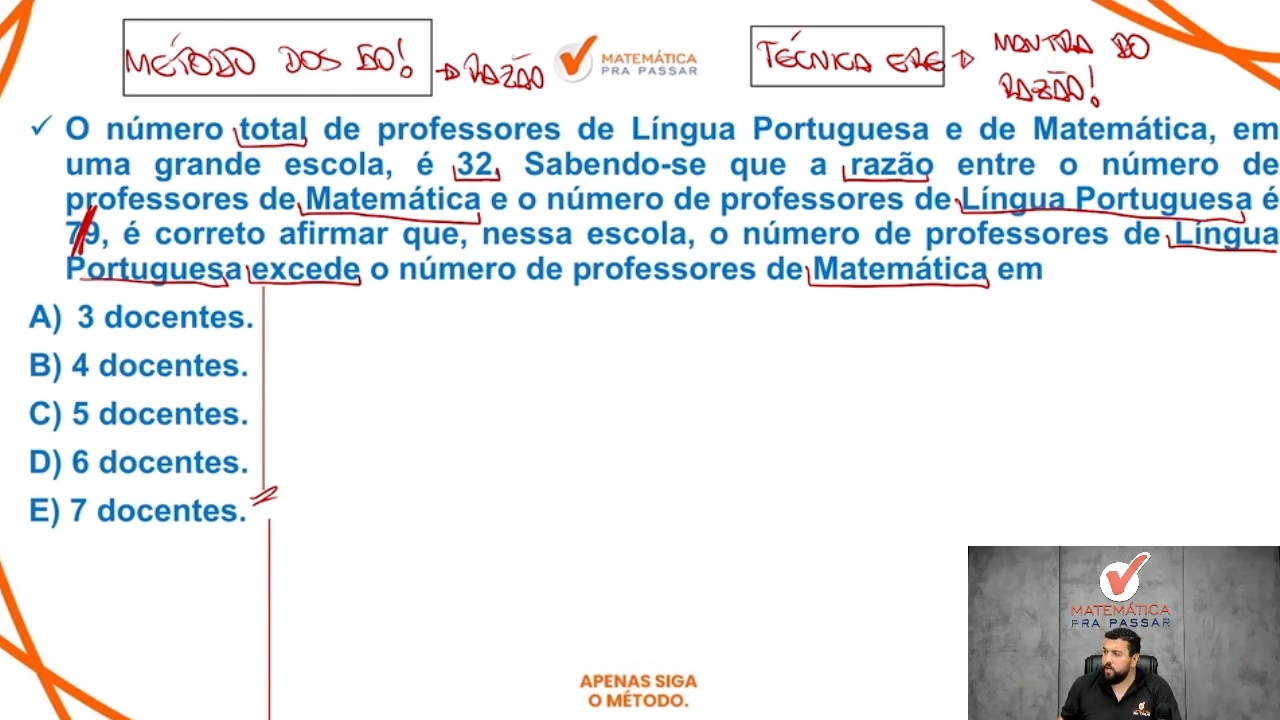 MÉTODO DOS 50! → RAZÃO
MATEMÁTICA
PRA PASSAR
TÉCNICA
RAZÃO!
✓ O número total de professores de Língua Portuguesa e de Matemática, em
uma grande escola, é 32. Sabendo-se que a razão entre o número de
professores de Matemática e o número de professores de Língua Portuguesa é
7/9, é correto afirmar que, nessa escola, o número de professores de Língua
Portuguesa excede o número de professores de Matemática em
A) 3 docentes.
B) 4 docentes.
C) 5 docentes.
D) 6 docentes.
E) 7 docentes.
MATEMÁTICA
PRA PASSAR
APENAS SIGA
O MÉTODO.